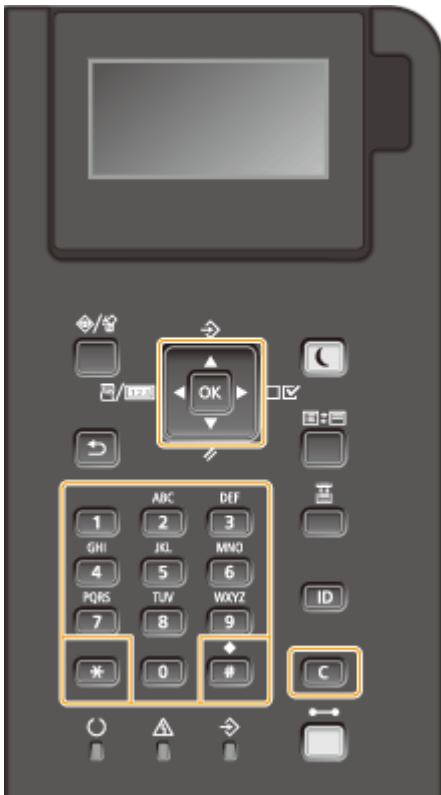 123
OK
ABC DEF
1 2 3
GHI JKL MNO
4 5 6
PQRS TUV WXYZ
7 8 9
ID
* 0 #
C